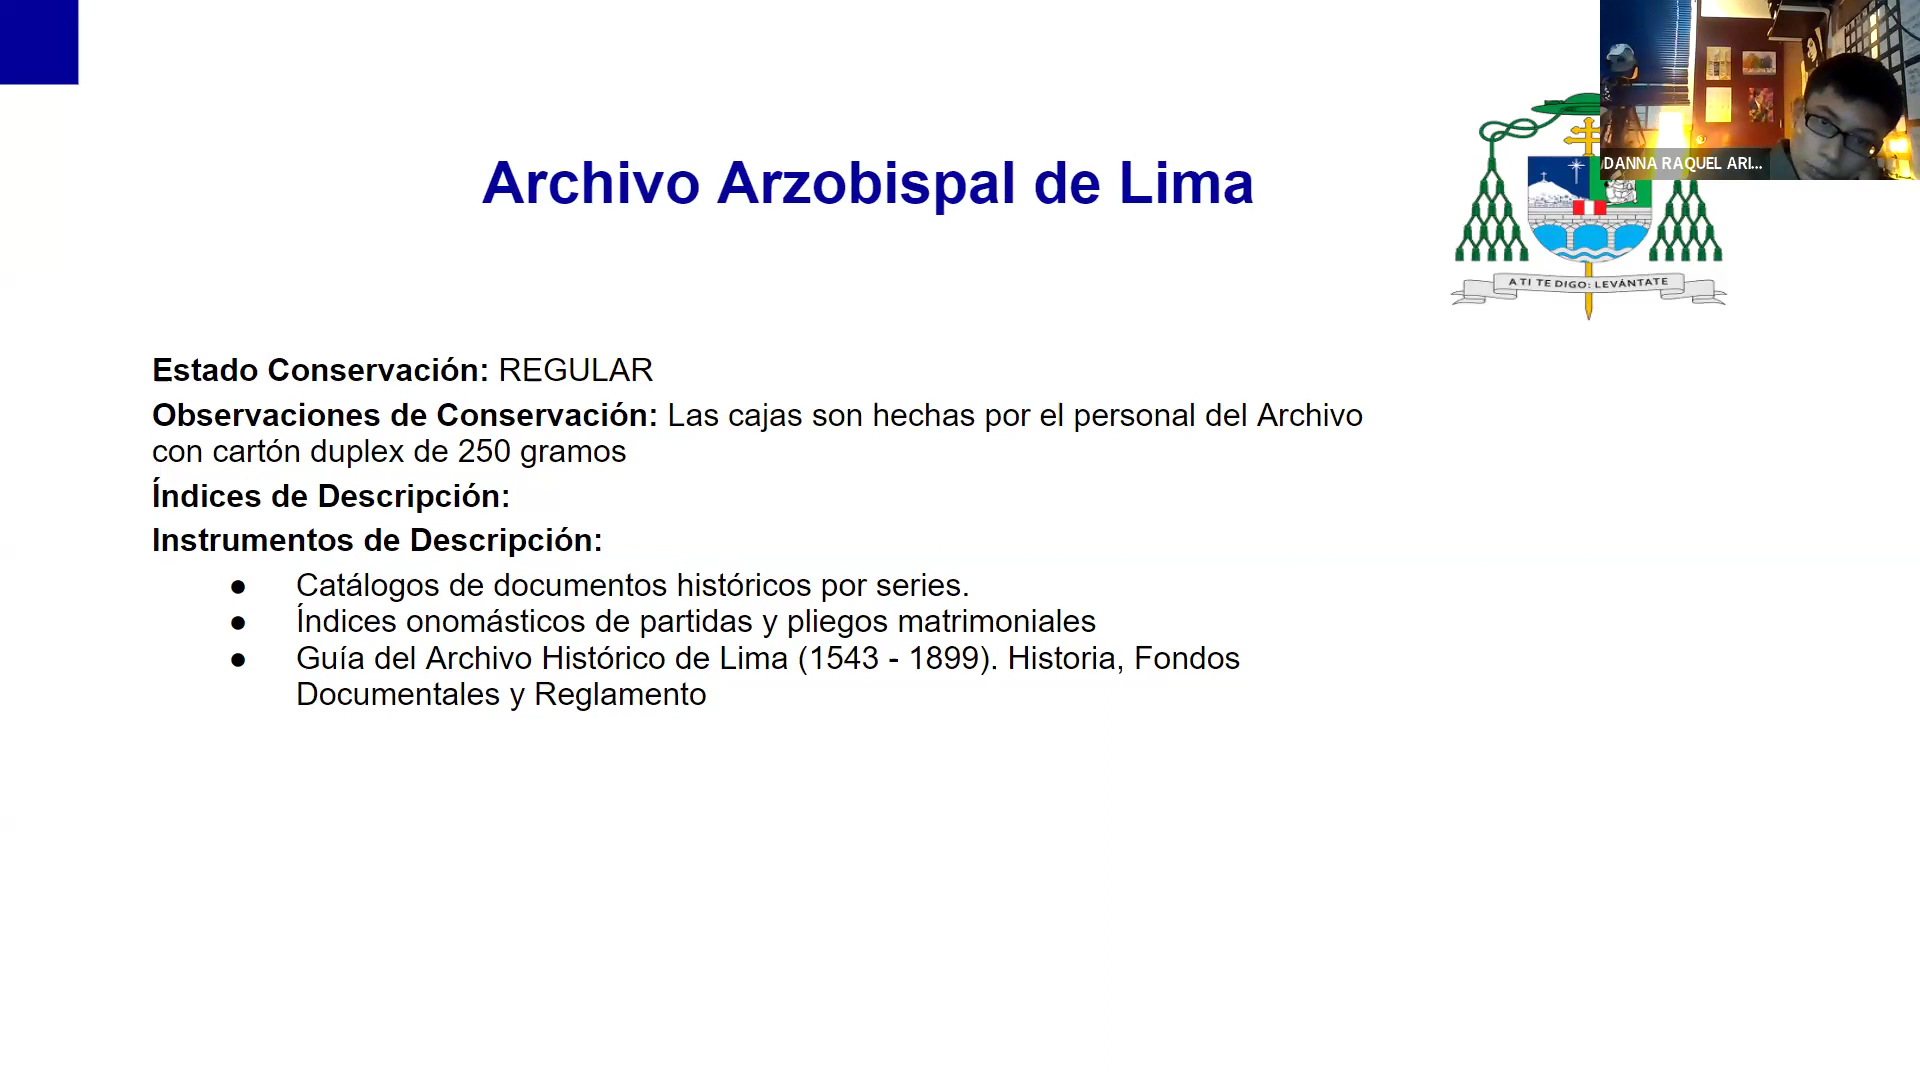 DANNA RAQUEL ARI...
Archivo Arzobispal de Lima
A TI TE DIGO: LEVÁNTATE
Estado Conservación: REGULAR
Observaciones de Conservación: Las cajas son hechas por el personal del Archivo
con cartón duplex de 250 gramos
Índices de Descripción:
Instrumentos de Descripción:
● Catálogos de documentos históricos por series.
● Índices onomásticos de partidas y pliegos matrimoniales
● Guía del Archivo Histórico de Lima (1543 - 1899). Historia, Fondos
Documentales y Reglamento